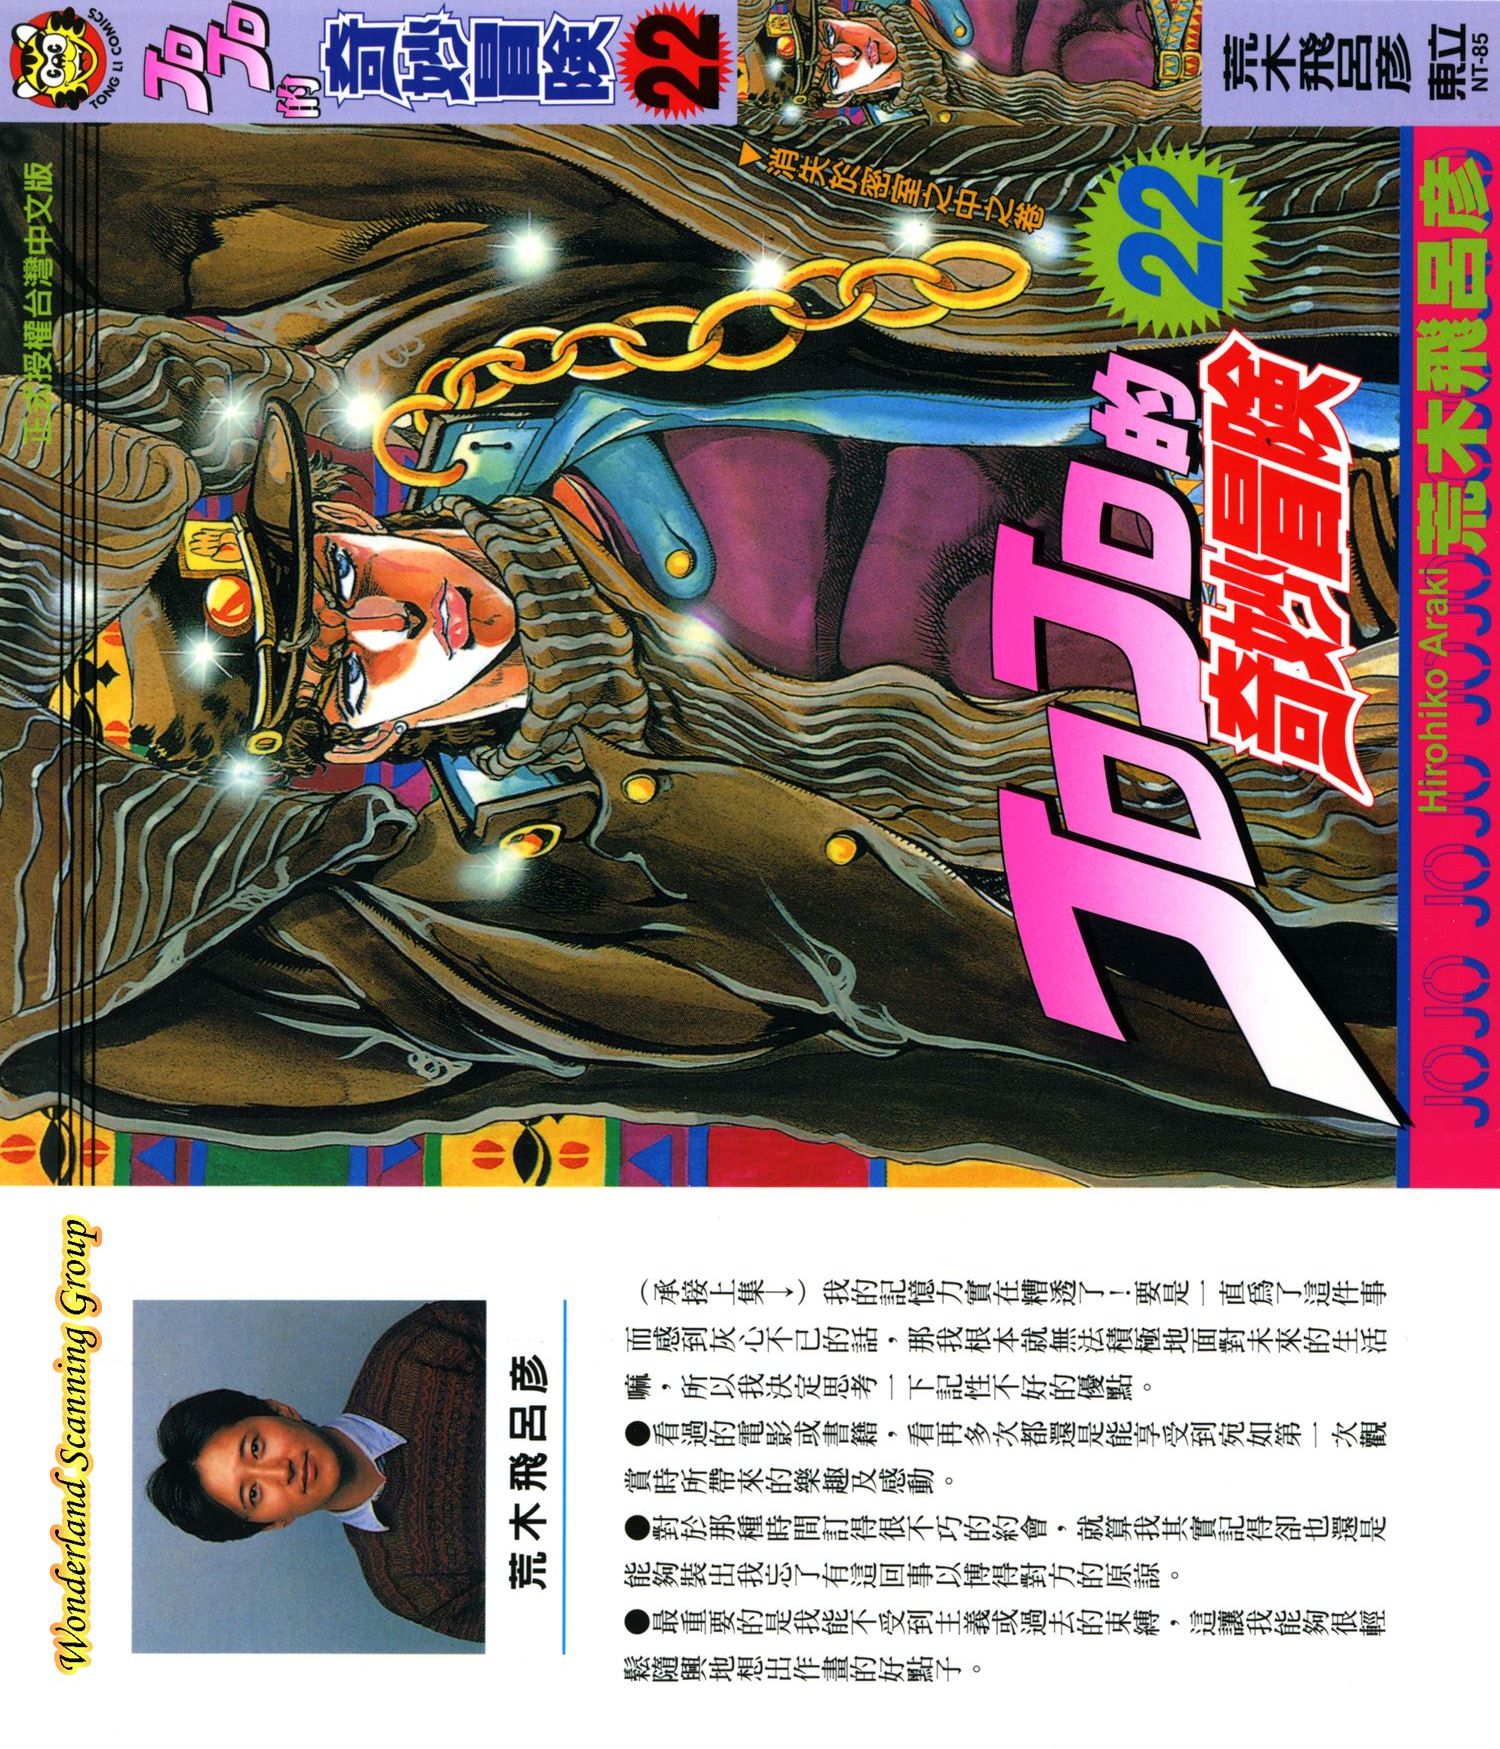 TONG LI COMICS
JOJO的奇妙冒險
22
荒木飛呂彥
東立
NT-85
正式授權台灣中文版
▼消失於密室之中之卷
22
JOJO的
奇妙冒險
荒木飛呂彥
Hirohiko Araki
JOJO JOJO JOJO JOJO
Wonderland Scanning Group
荒木飛呂彥
（承接上集→）我的記憶力實在糟透了！要是一直為了這件事
而感到灰心不已的話，那我根本就無法積極地面對未來的生活
嘛，所以我決定思考一下記性不好的優點。
●看過的電影或書籍，看再多次都還是能享受到宛如第一次觀
賞時所帶來的樂趣及感動。
●對於那種時間訂得很不巧的約會，就算我其實記得卻也還是
能夠裝出我忘了有這回事以博得對方的原諒。
●最重要的是我能不受到主義或過去的束縛，這讓我能夠很輕
鬆隨興地想出作畫的好點子。